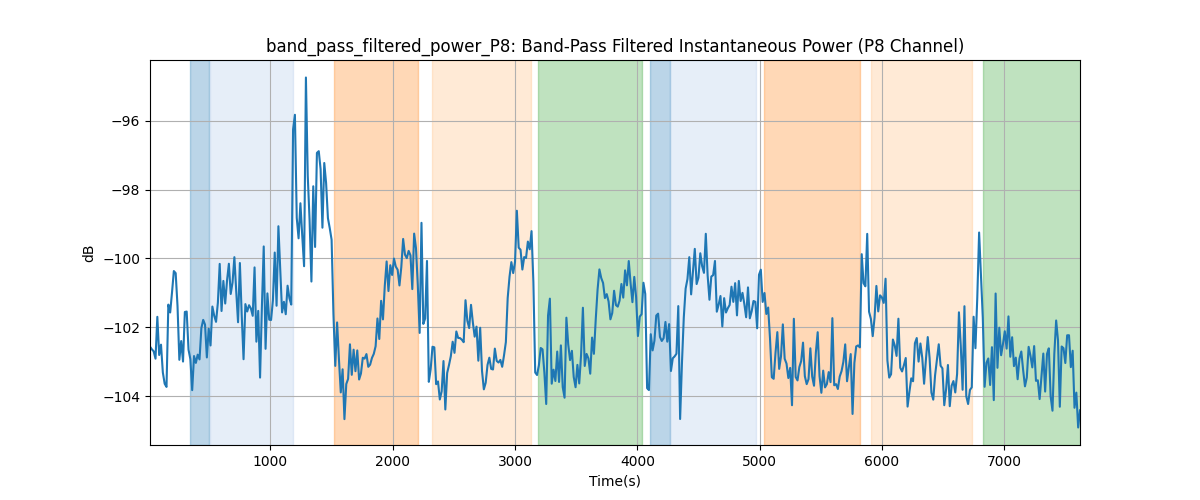 band_pass_filtered_power_P8: Band-Pass Filtered Instantaneous Power (P8 Channel)
−96
−98
−100
−102
−104
dB
1000 2000 3000 4000 5000 6000 7000
Time(s)